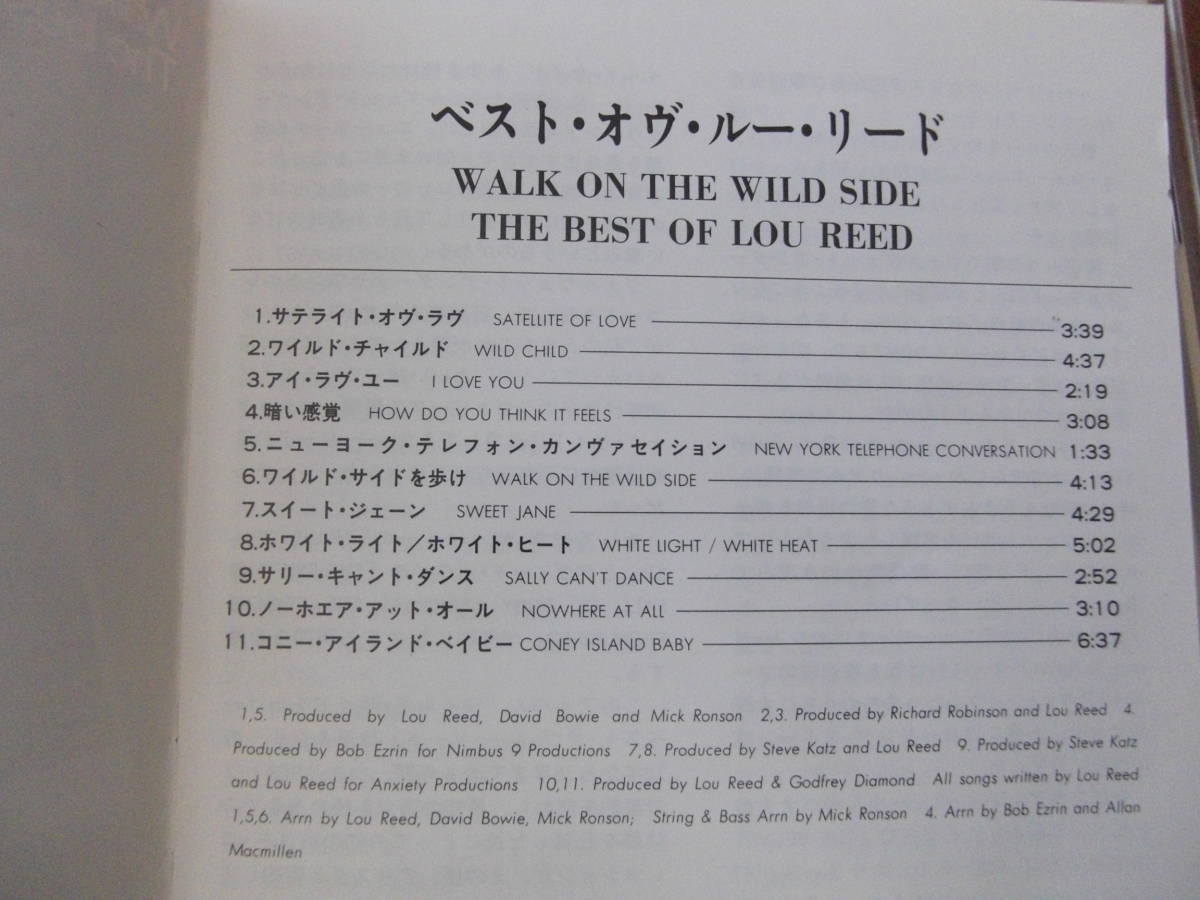 ベスト・オヴ・ルー・リード
WALK ON THE WILD SIDE
THE BEST OF LOU REED
1.サテライト・オヴ・ラヴ SATELLITE OF LOVE 3:39
2.ワイルド・チャイルド WILD CHILD 4:37
3.アイ・ラヴ・ユー I LOVE YOU 2:19
4.暗い感覚 HOW DO YOU THINK IT FEELS 3:08
5.ニューヨーク・テレフォン・カンヴァセイション NEW YORK TELEPHONE CONVERSATION 1:33
6.ワイルド・サイドを歩け WALK ON THE WILD SIDE 4:13
7.スイート・ジェーン SWEET JANE 4:29
8.ホワイト・ライト／ホワイト・ヒート WHITE LIGHT / WHITE HEAT 5:02
9.サリー・キャント・ダンス SALLY CAN'T DANCE 2:52
10.ノーホエア・アット・オール NOWHERE AT ALL 3:10
11.コニー・アイランド・ベイビー CONEY ISLAND BABY 6:37
1,5. Produced by Lou Reed, David Bowie and Mick Ronson 2,3. Produced by Richard Robinson and Lou Reed 4.
Produced by Bob Ezrin for Nimbus 9 Productions 7,8. Produced by Steve Katz and Lou Reed 9. Produced by Steve Katz
and Lou Reed for Anxiety Productions 10,11. Produced by Lou Reed & Godfrey Diamond All songs written by Lou Reed
1,5,6. Arrn by Lou Reed, David Bowie, Mick Ronson; String & Bass Arrn by Mick Ronson 4. Arrn by Bob Ezrin and Allan
Macmillen